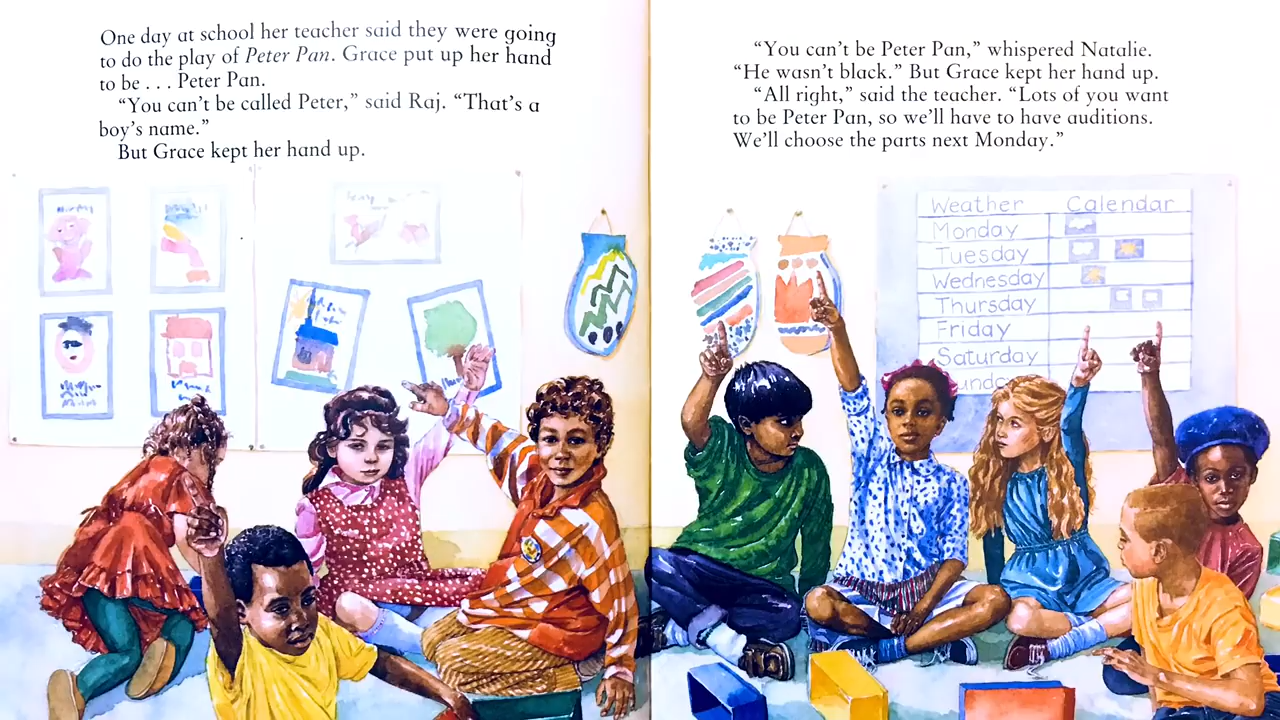 One day at school her teacher said they were going
to do the play of Peter Pan. Grace put up her hand
to be . . . Peter Pan.
“You can’t be called Peter,” said Raj. “That’s a
boy’s name.”
But Grace kept her hand up.
“You can’t be Peter Pan,” whispered Natalie.
“He wasn’t black.” But Grace kept her hand up.
“All right,” said the teacher. “Lots of you want
to be Peter Pan, so we’ll have to have auditions.
We’ll choose the parts next Monday.”
Weather Calendar
Monday
Tuesday
Wednesday
Thursday
Friday
Saturday